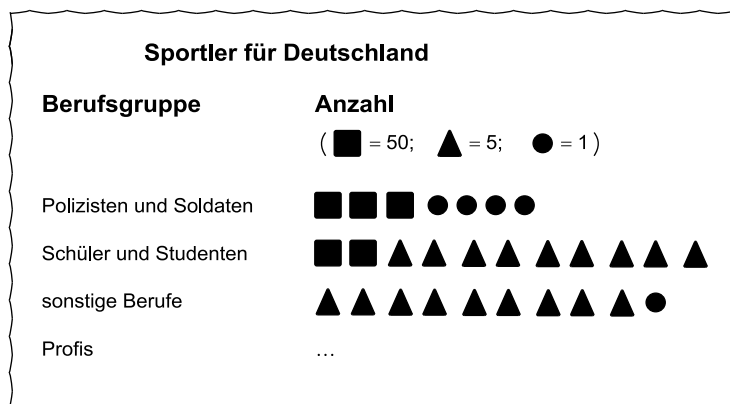 Sportler für Deutschland
Berufsgruppe Anzahl
( = 50; = 5; = 1 )
Polizisten und Soldaten
Schüler und Studenten
sonstige Berufe
Profis ...